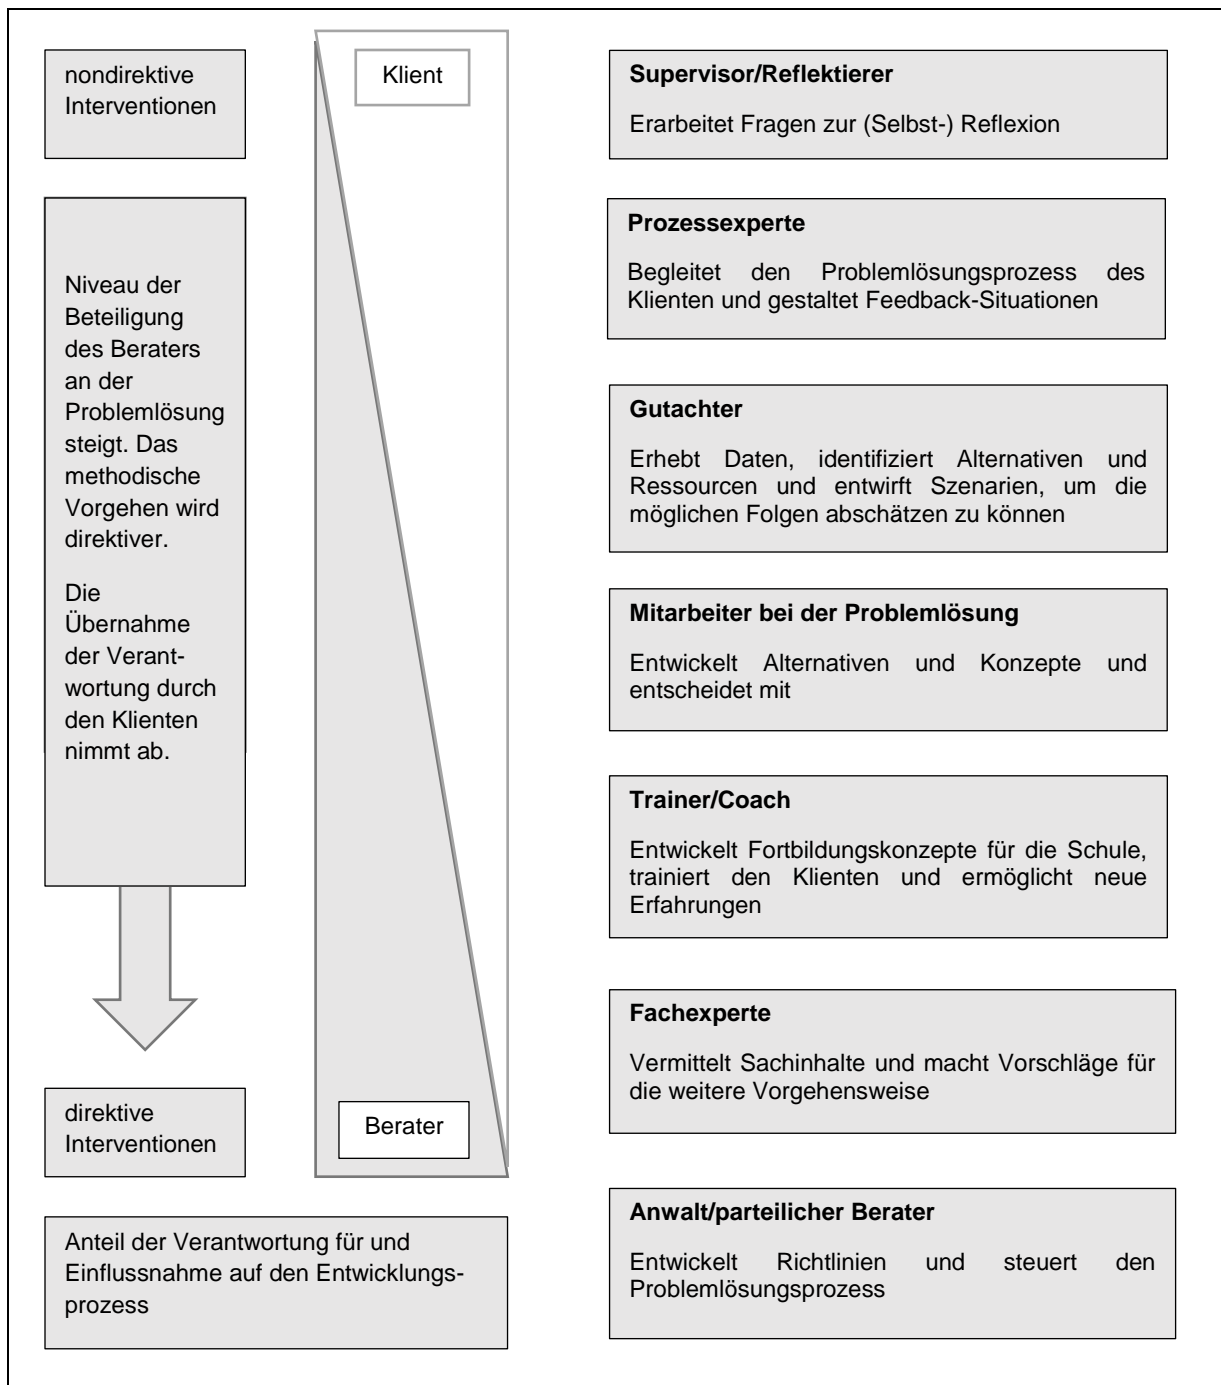 nondirektive
Interventionen
Niveau der
Beteiligung
des Beraters
an der
Problemlösung
steigt. Das
methodische
Vorgehen wird
direktiver.
Die
Übernahme
der Verant-
wortung durch
den Klienten
nimmt ab.
direktive
Interventionen
Anteil der Verantwortung für und
Einflussnahme auf den Entwicklungs-
prozess
Klient
Berater
Supervisor/Reflektierer
Erarbeitet Fragen zur (Selbst-) Reflexion
Prozessexperte
Begleitet den Problemlösungsprozess des
Klienten und gestaltet Feedback-Situationen
Gutachter
Erhebt Daten, identifiziert Alternativen und
Ressourcen und entwirft Szenarien, um die
möglichen Folgen abschätzen zu können
Mitarbeiter bei der Problemlösung
Entwickelt Alternativen und Konzepte und
entscheidet mit
Trainer/Coach
Entwickelt Fortbildungskonzepte für die Schule,
trainiert den Klienten und ermöglicht neue
Erfahrungen
Fachexperte
Vermittelt Sachinhalte und macht Vorschläge für
die weitere Vorgehensweise
Anwalt/parteilicher Berater
Entwickelt Richtlinien und steuert den
Problemlösungsprozess